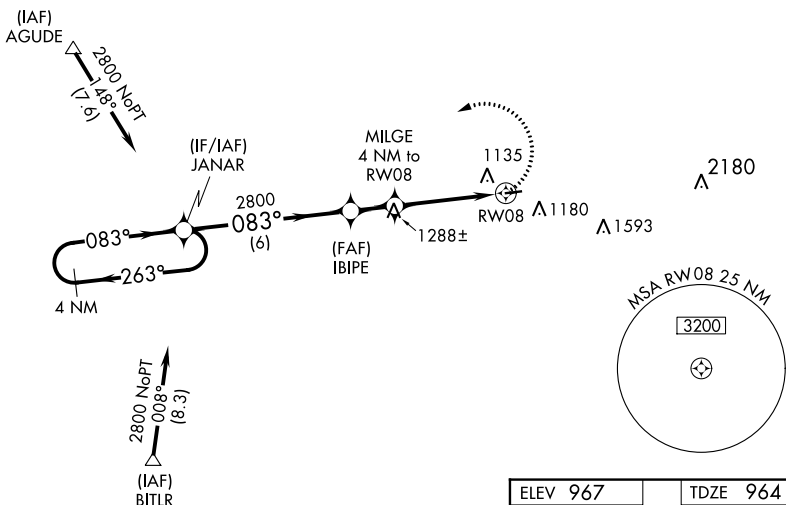 (IAF)
AGUDE
2800 NoPT
148°
(7.6)
(IF/IAF)
JANAR
MILGE
4 NM to
RW08
1135
2180
2800
083°
(6)
083°
263°
4 NM
(FAF)
IBIPE
1288±
RW08
1180
1593
MSA RW08 25 NM
3200
2800 NoPT
008°
(8.3)
(IAF)
BITLR
ELEV 967
TDZE 964